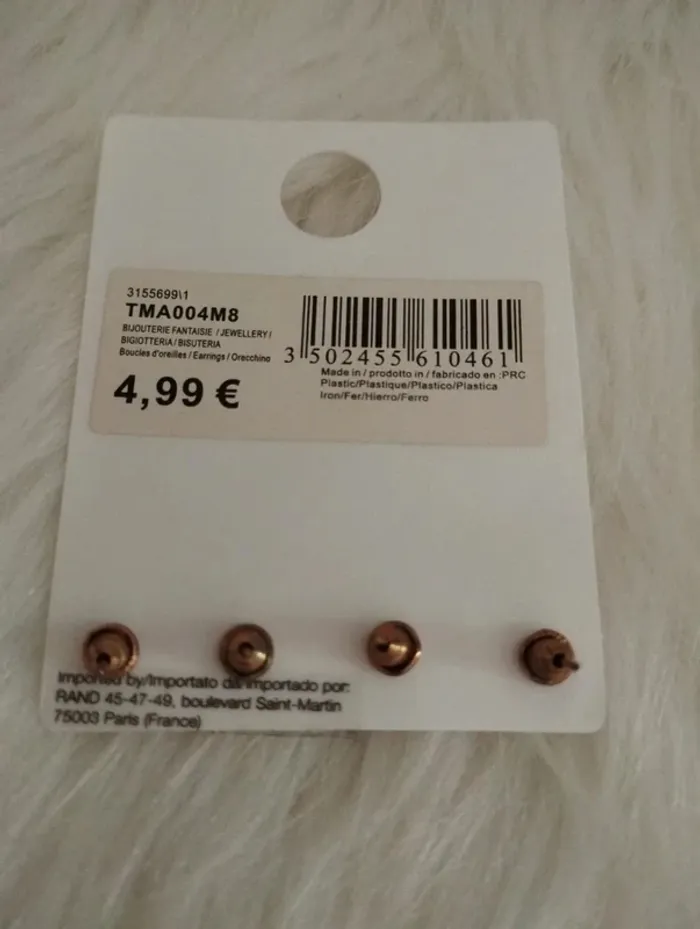 3155699\1
TMA004M8
BIJOUTERIE FANTAISIE / JEWELLERY /
BIGIOTTERIA / BISUTERIA
Boucles d'oreilles / Earrings / Orecchino
4,99 €
3 502455 610461
Made in / prodotto in / fabricado en :PRC
Plastic/Plastique/Plastico/Plastica
Iron/Fer/Hierro/Ferro
Imported by/Importato da importado por:
RAND 45-47-49, boulevard Saint-Martin
75003 Paris (France)